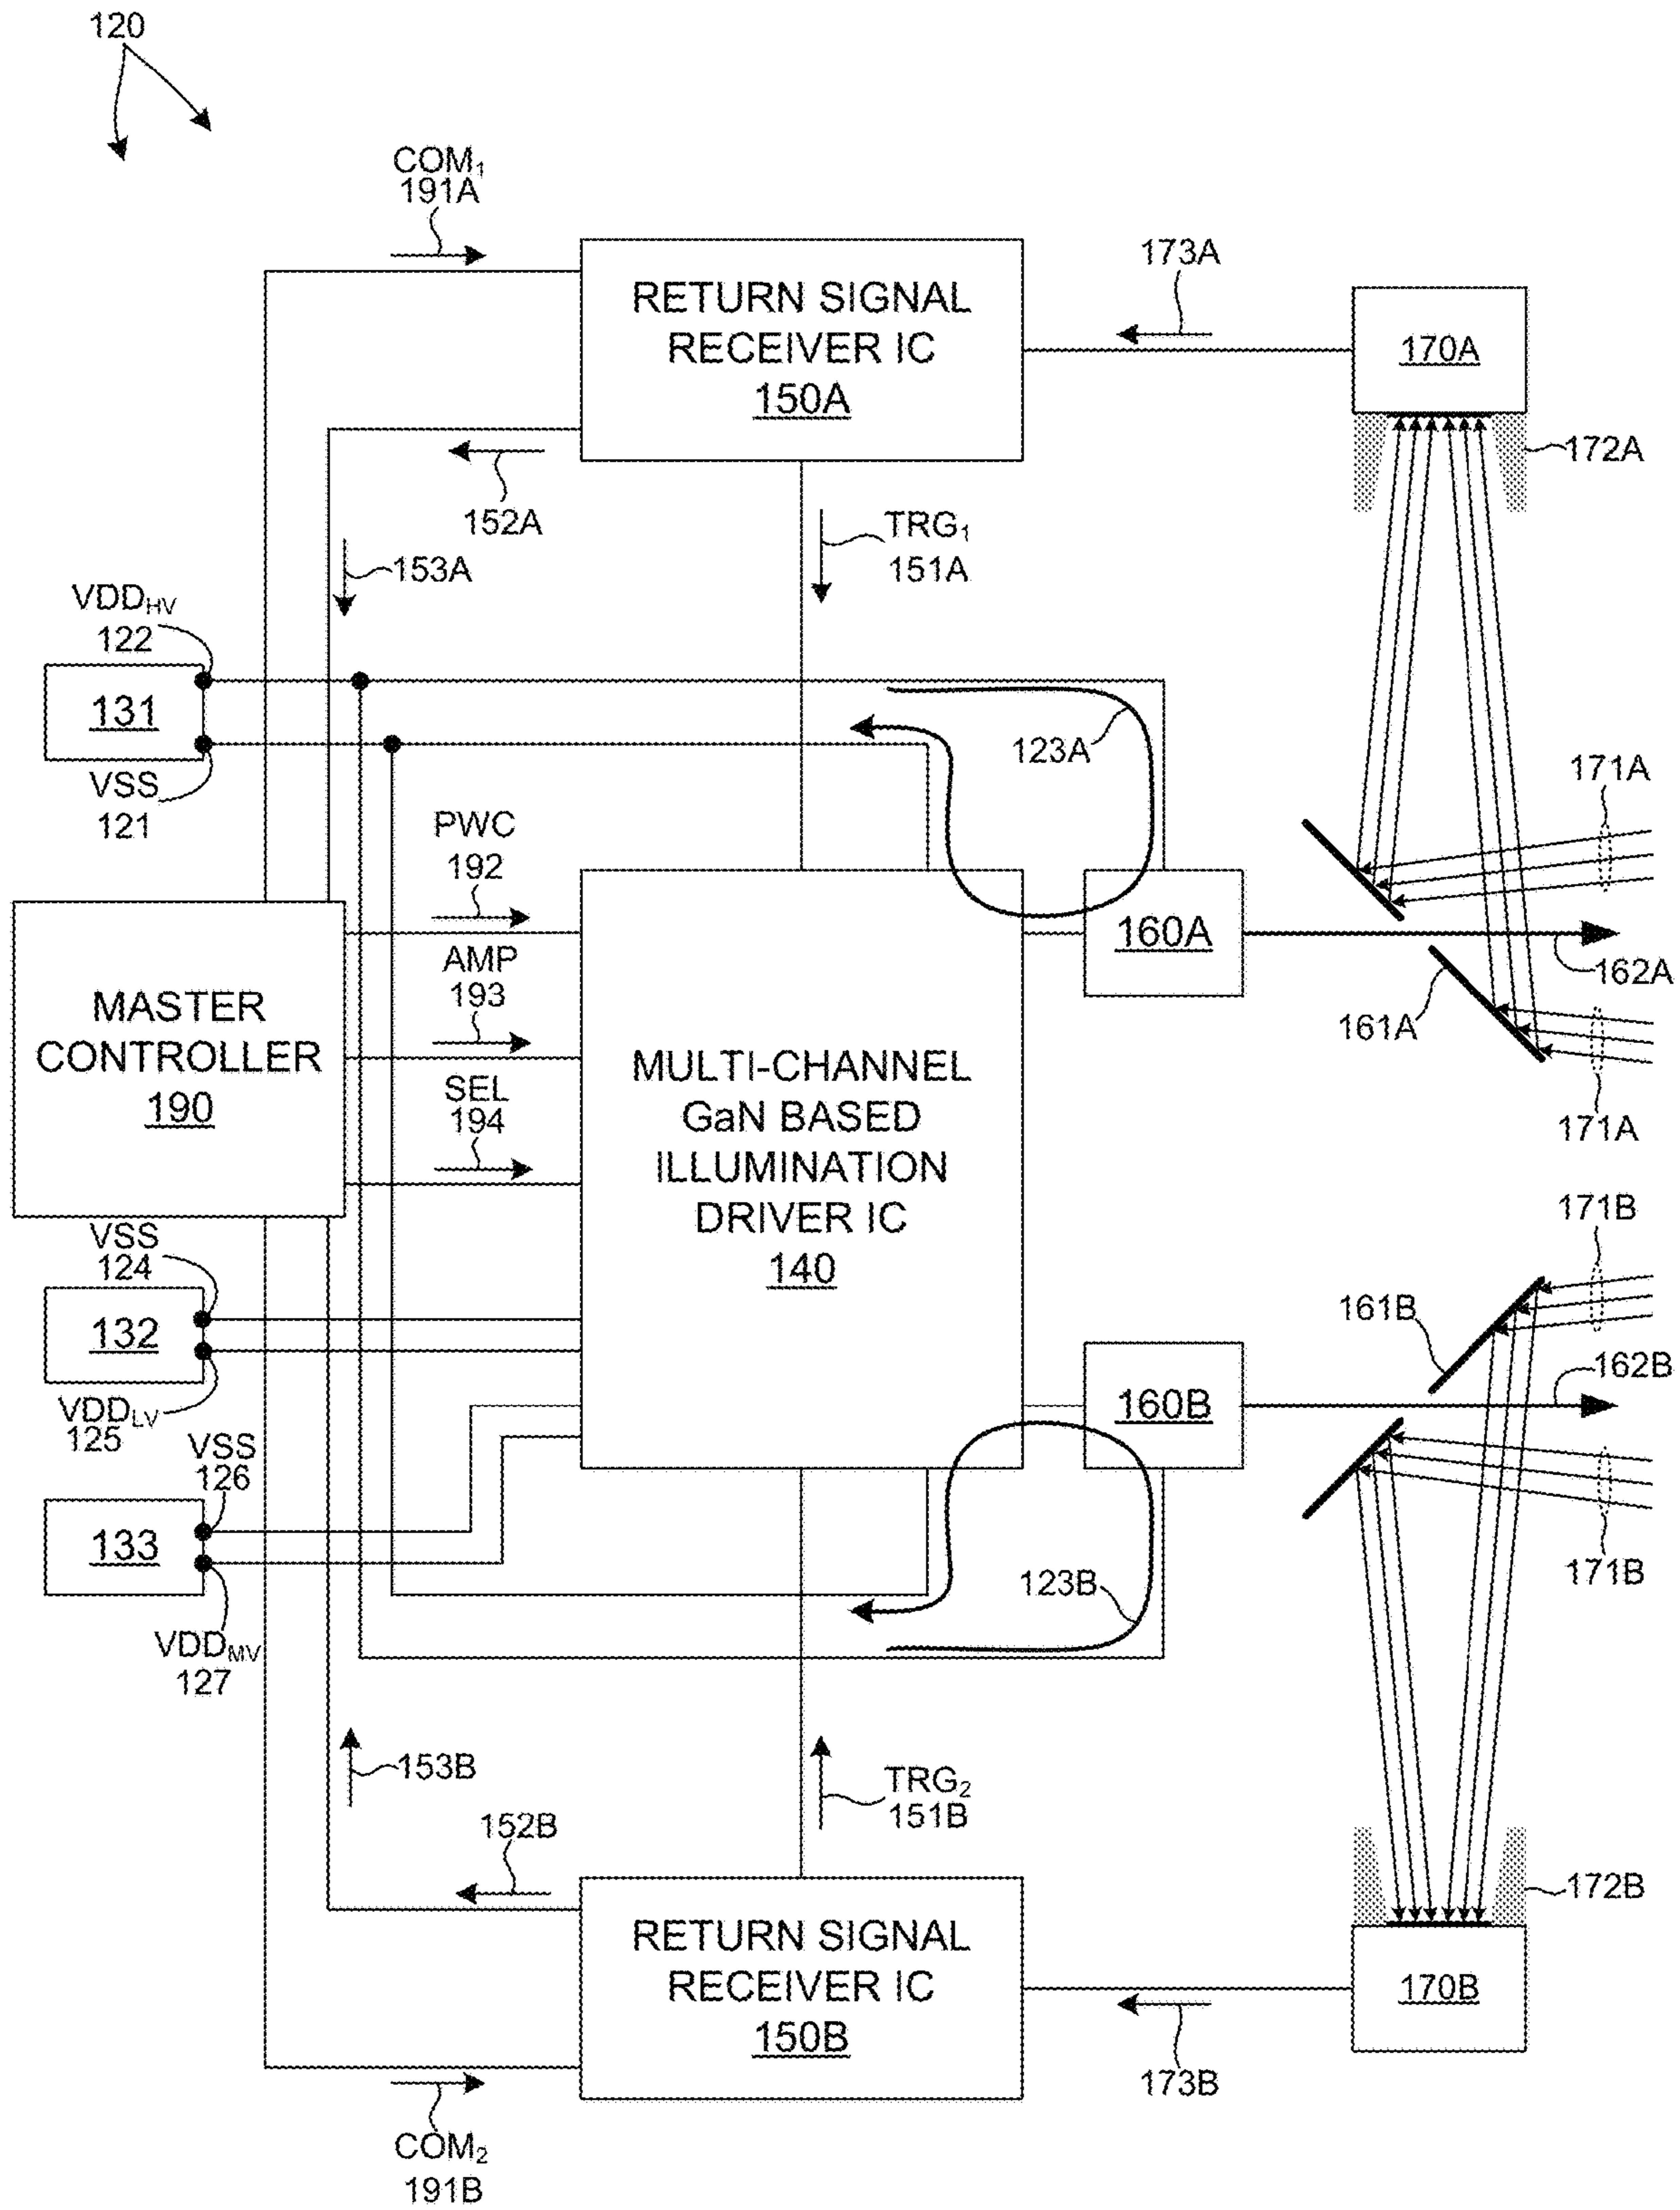 120
COM₁
191A
173A
RETURN SIGNAL
RECEIVER IC
150A
170A
172A
152A
TRG₁
151A
153A
VDD_HV
122
131
VSS
121
123A
171A
PWC
192
160A
162A
AMP
193
161A
MASTER
CONTROLLER
190
SEL
194
MULTI-CHANNEL
GaN BASED
ILLUMINATION
DRIVER IC
140
171A
171B
VSS
124
161B
132
162B
160B
VDD_LV
125
VSS
126
133
123B
171B
VDD_MV
127
153B
TRG₂
151B
152B
172B
RETURN SIGNAL
RECEIVER IC
150B
170B
173B
COM₂
191B